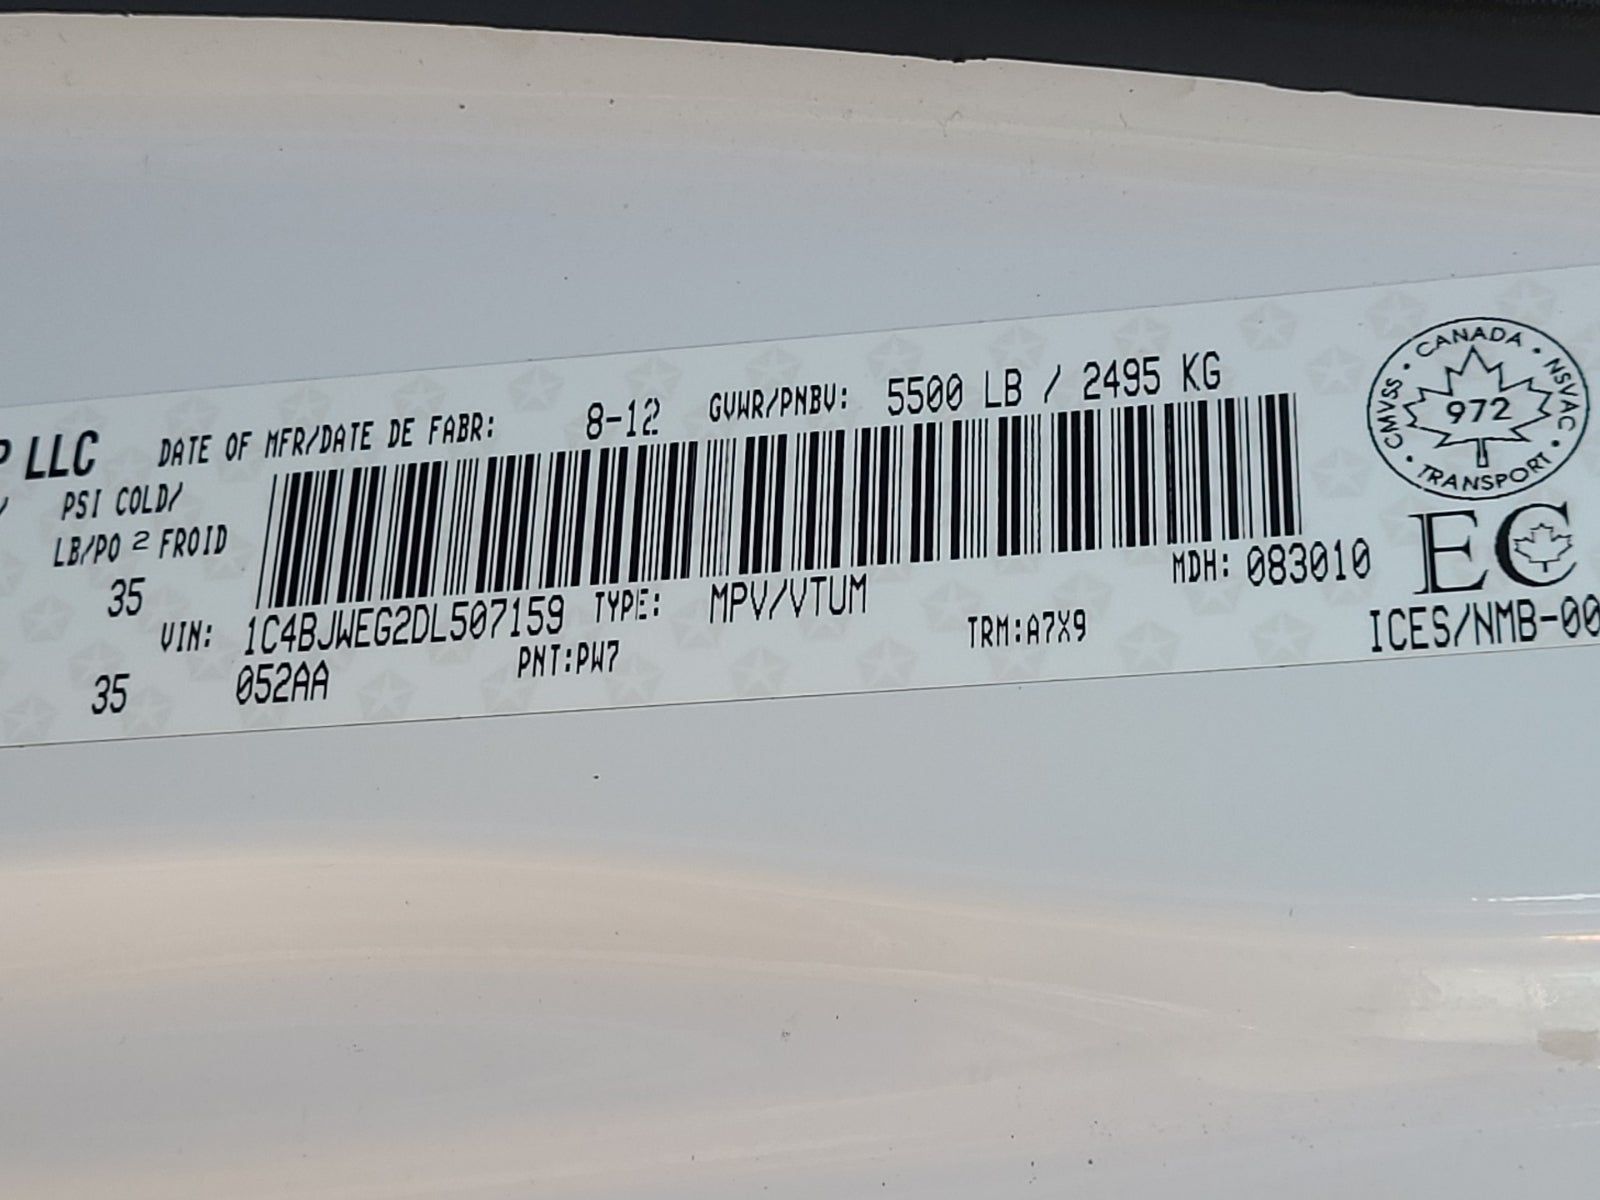 LLC DATE OF MFR/DATE DE FABR: 8-12 GVWR/PNBV: 5500 LB / 2495 KG
PSI COLD/
LB/PO 2 FROID
35
VIN: 1C4BJWEG2DL507159 TYPE: MPV/VTUM MDH: 083010
35 052AA PNT:PW7 TRM:A7X9
CANADA
NSVAC
TRANSPORT
CMVSS
972
EC
ICES/NMB-00